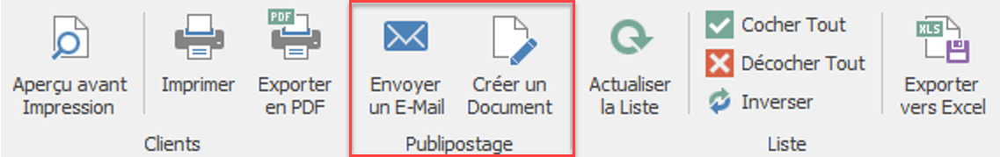 Aperçu avant
Impression
Imprimer
PDF
Exporter
en PDF
Clients
Envoyer
un E-Mail
Créer un
Document
Publipostage
Actualiser
la Liste
Cocher Tout
Décocher Tout
Inverser
XLS
Exporter
vers Excel
Liste